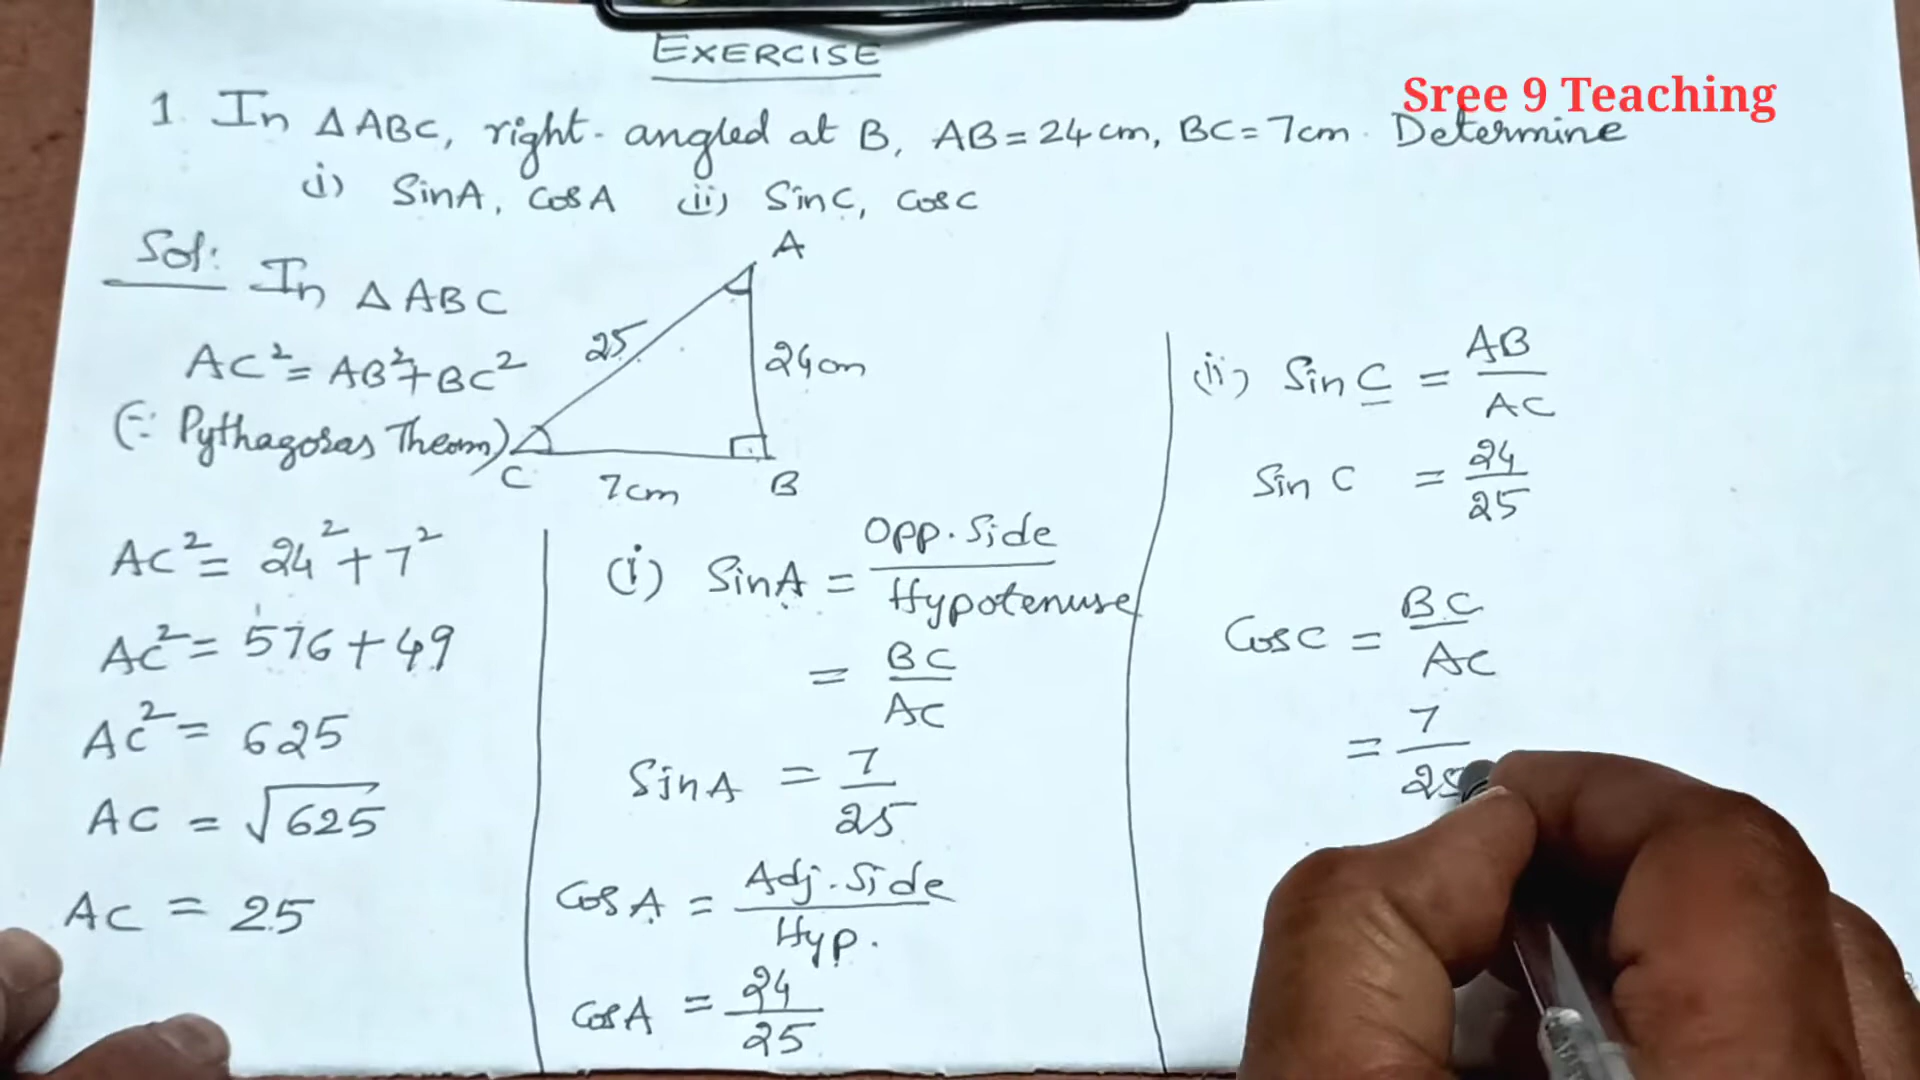 EXERCISE
Sree 9 Teaching
1. In △ABC, right-angled at B, AB=24cm, BC=7cm. Determine
(i) SinA, CosA (ii) SinC, CosC
Sol: In △ABC
AC² = AB²+BC²
(∵ Pythagoras Theorm)
A
25
24cm
C
7cm
B
AC² = 24² + 7²
AC² = 576 + 49
AC² = 625
AC = √625
AC = 25
(i) SinA = Opp. Side / Hypotenuse
= BC / AC
SinA = 7 / 25
CosA = Adj. Side / Hyp.
CosA = 24 / 25
(ii) Sin C = AB / AC
Sin C = 24 / 25
CosC = BC / AC
= 7 / 25